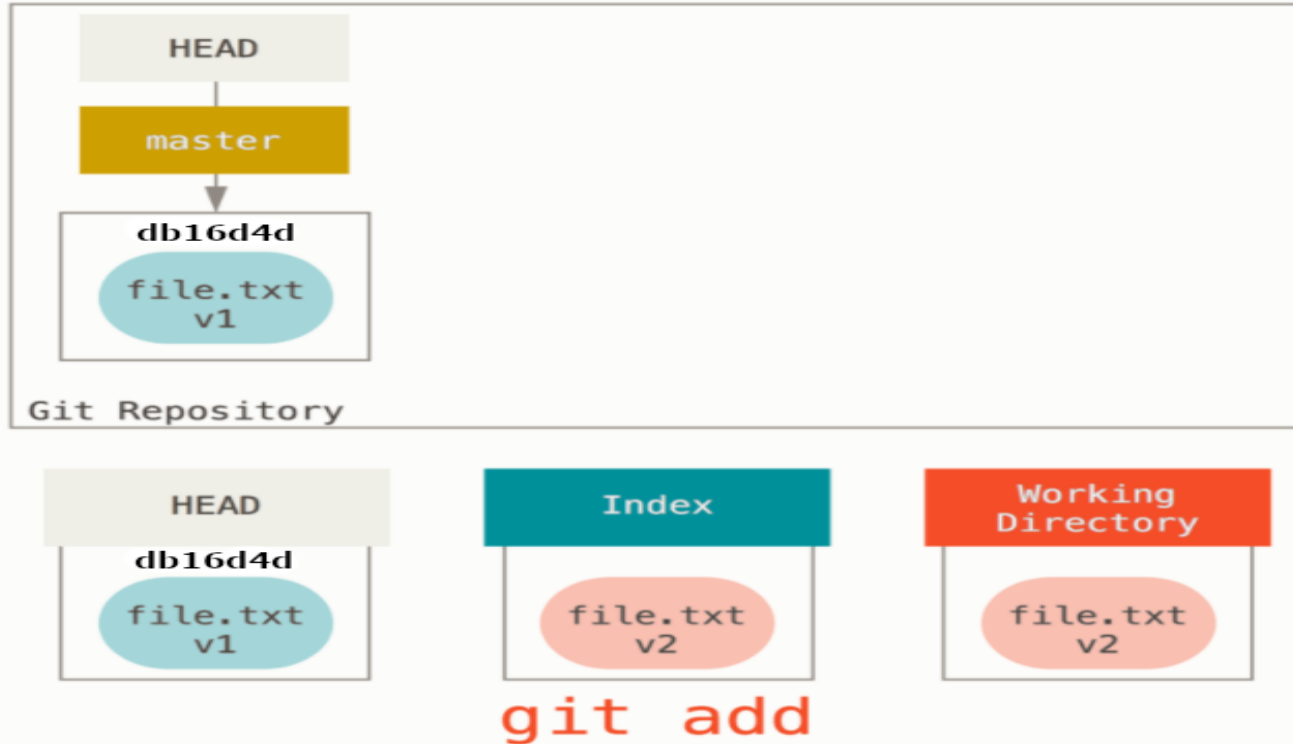 HEAD
master
db16d4d
file.txt
v1
Git Repository
HEAD
db16d4d
file.txt
v1
Index
file.txt
v2
Working
Directory
file.txt
v2
git add